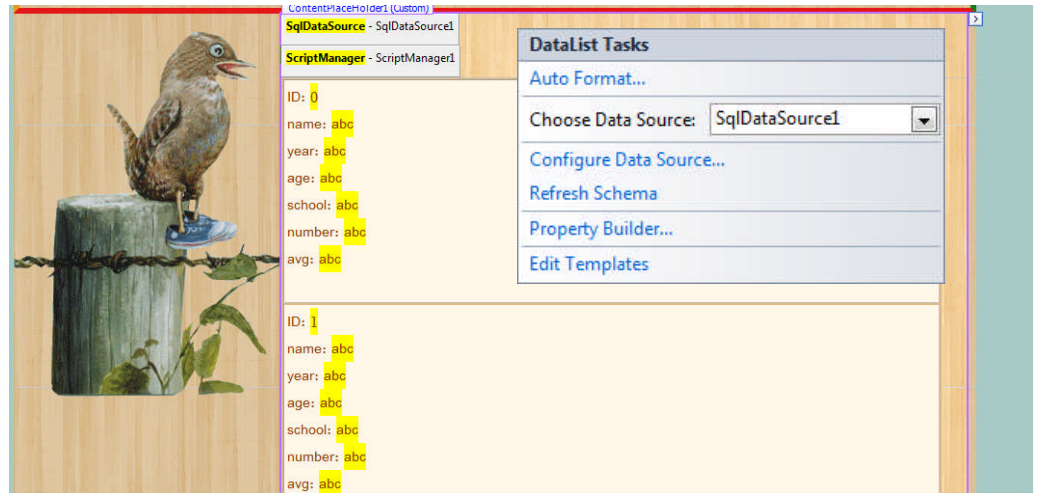 ContentPlaceHolder1 (Custom)
SqlDataSource - SqlDataSource1
ScriptManager - ScriptManager1
ID: 0
name: abc
year: abc
age: abc
school: abc
number: abc
avg: abc
ID: 1
name: abc
year: abc
age: abc
school: abc
number: abc
avg: abc
DataList Tasks
Auto Format...
Choose Data Source: SqlDataSource1
Configure Data Source...
Refresh Schema
Property Builder...
Edit Templates